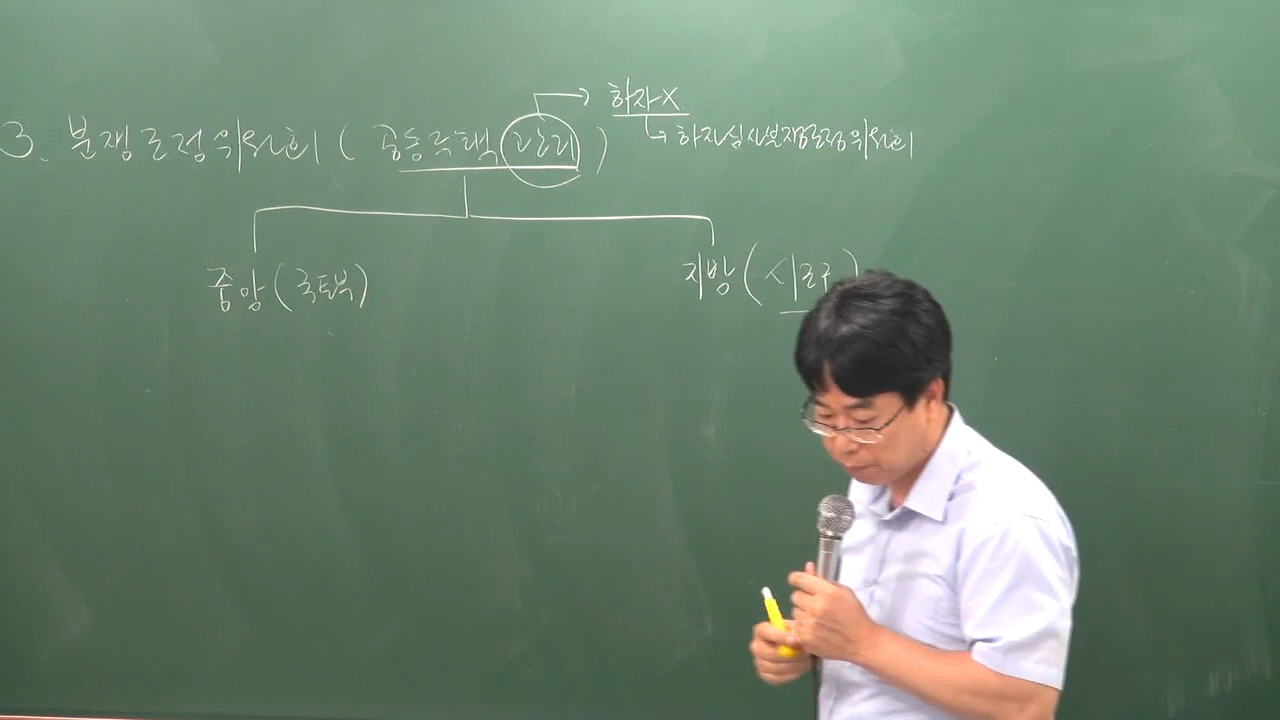 하자X
3. 분쟁조정위원회 ( 공동주택 관리 )
↳ 하자심사분쟁조정위원회
중앙 (국토부)
지방 (시군구)